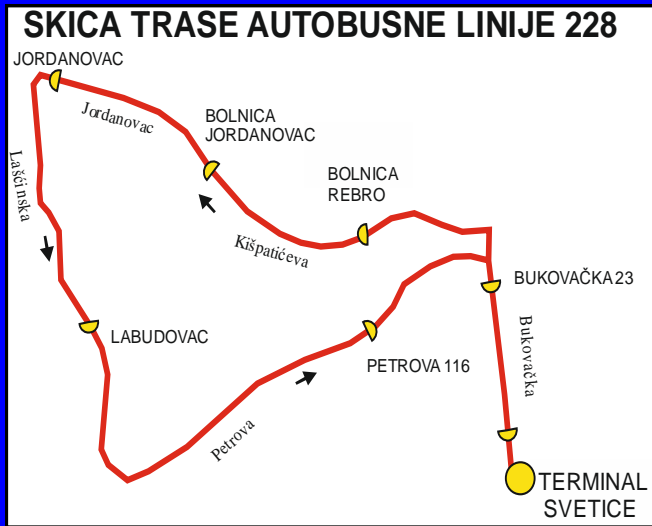 SKICA TRASE AUTOBUSNE LINIJE 228
JORDANOVAC
Jordanovac
BOLNICA
JORDANOVAC
BOLNICA
REBRO
Lašćinska
Kišpatićeva
BUKOVAČKA 23
LABUDOVAC
PETROVA 116
Bukovačka
Petrova
TERMINAL
SVETICE